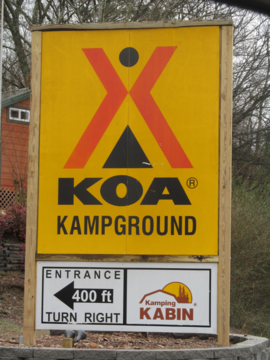 KOA®
KAMPGROUND
ENTRANCE
400 ft
TURN RIGHT
Kamping
KABIN